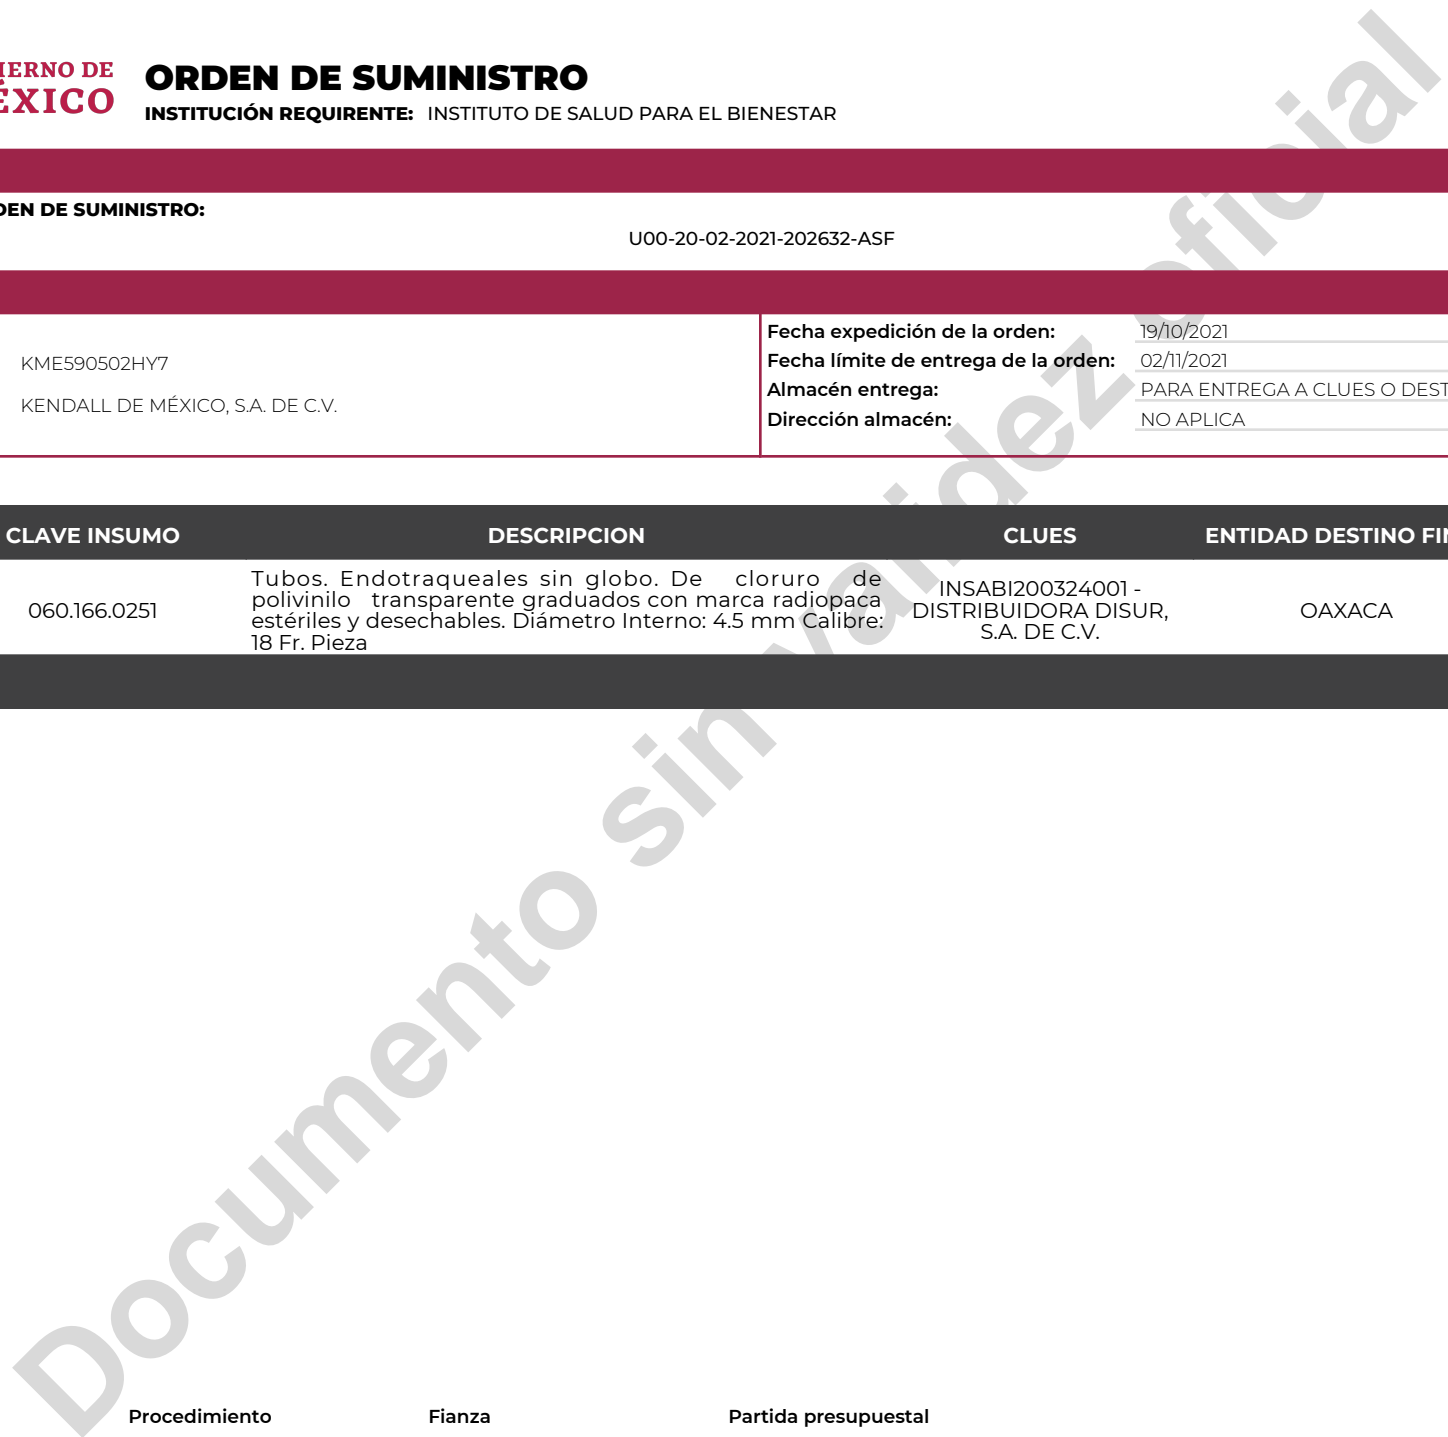 IERNO DE
ÉXICO
ORDEN DE SUMINISTRO
INSTITUCIÓN REQUIRENTE: INSTITUTO DE SALUD PARA EL BIENESTAR
DEN DE SUMINISTRO:
U00-20-02-2021-202632-ASF
KME590502HY7
KENDALL DE MÉXICO, S.A. DE C.V.
Fecha expedición de la orden: 19/10/2021
Fecha límite de entrega de la orden: 02/11/2021
Almacén entrega: PARA ENTREGA A CLUES O DEST
Dirección almacén: NO APLICA
CLAVE INSUMO DESCRIPCION CLUES ENTIDAD DESTINO FIN
060.166.0251
Tubos. Endotraqueales sin globo. De cloruro de
polivinilo transparente graduados con marca radiopaca
estériles y desechables. Diámetro Interno: 4.5 mm Calibre:
18 Fr. Pieza
INSABI200324001 -
DISTRIBUIDORA DISUR,
S.A. DE C.V.
OAXACA
Documento sin validez oficial
Procedimiento Fianza Partida presupuestal